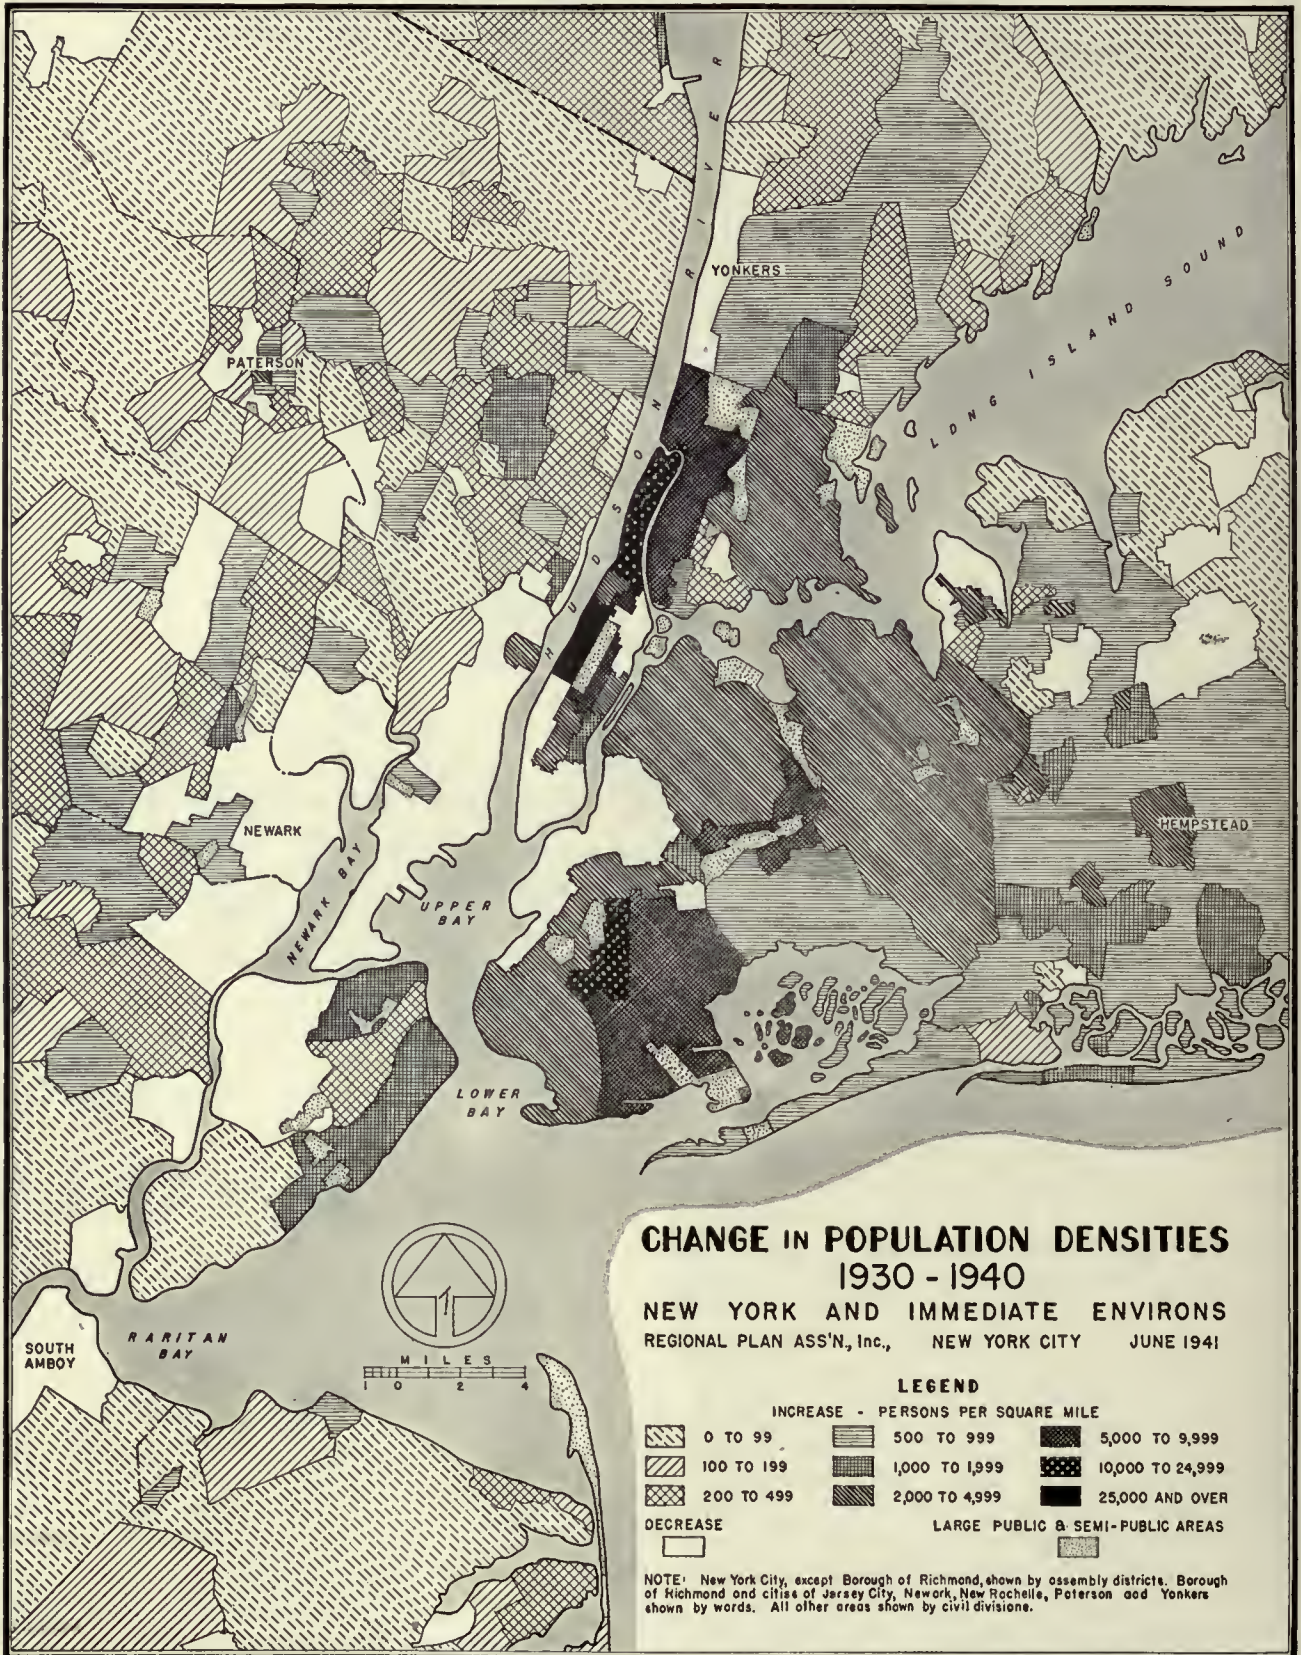 HUDSON RIVER
YONKERS
LONG ISLAND SOUND
PATERSON
NEWARK
NEWARK BAY
UPPER
BAY
HEMPSTEAD
LOWER
BAY
RARITAN
BAY
SOUTH
AMBOY
MILES
1 0 2 4
CHANGE IN POPULATION DENSITIES
1930 - 1940
NEW YORK AND IMMEDIATE ENVIRONS
REGIONAL PLAN ASS'N., Inc., NEW YORK CITY JUNE 1941
LEGEND
INCREASE - PERSONS PER SQUARE MILE
0 TO 99 500 TO 999 5,000 TO 9,999
100 TO 199 1,000 TO 1,999 10,000 TO 24,999
200 TO 499 2,000 TO 4,999 25,000 AND OVER
DECREASE LARGE PUBLIC & SEMI-PUBLIC AREAS
NOTE: New York City, except Borough of Richmond, shown by assembly districts. Borough
of Richmond and cities of Jersey City, Newark, New Rochelle, Paterson and Yonkers
shown by words. All other areas shown by civil divisions.